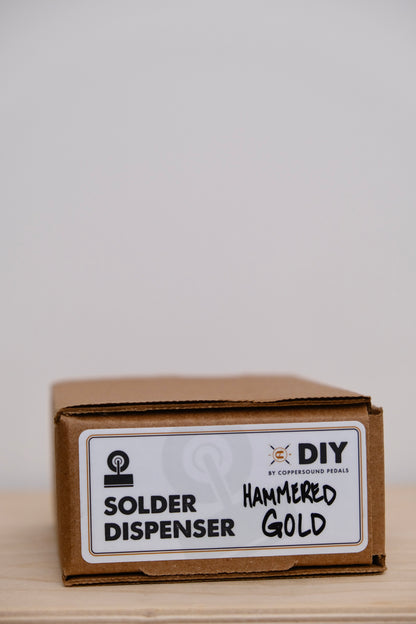 DIY
BY COPPERSOUND PEDALS
SOLDER
DISPENSER
HAMMERED
GOLD